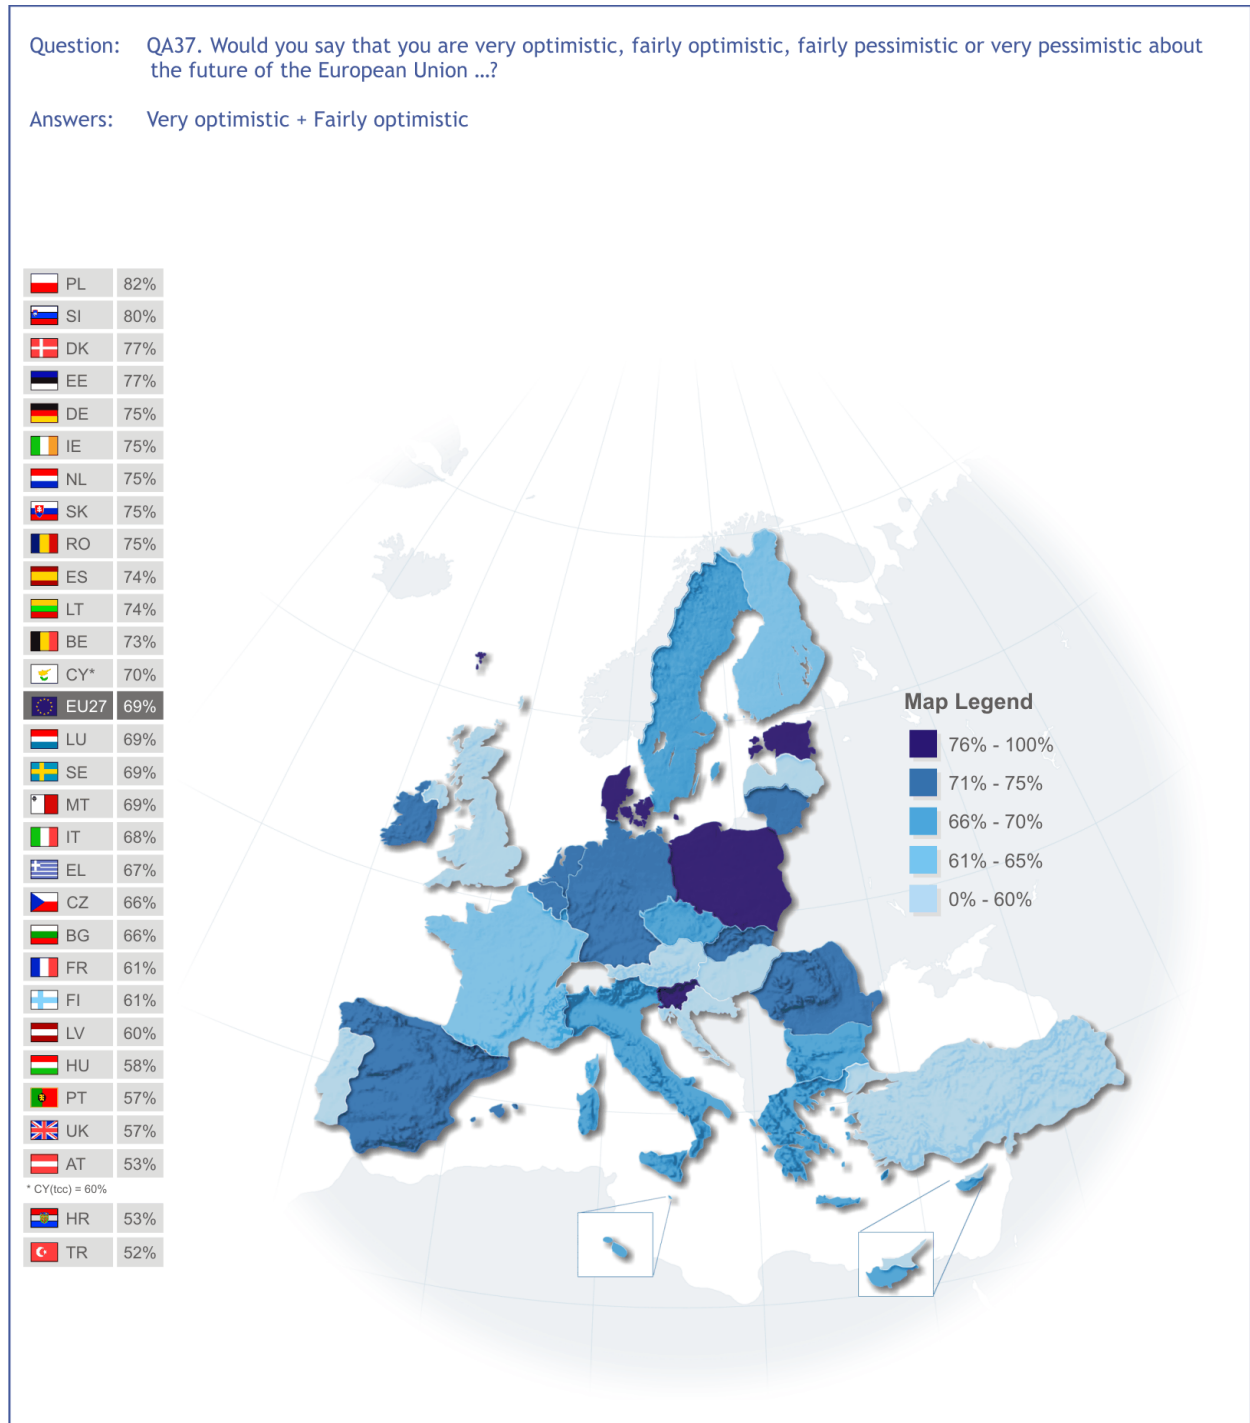 Question: QA37. Would you say that you are very optimistic, fairly optimistic, fairly pessimistic or very pessimistic about
the future of the European Union ...?
Answers: Very optimistic + Fairly optimistic
PL 82%
SI 80%
DK 77%
EE 77%
DE 75%
IE 75%
NL 75%
SK 75%
RO 75%
ES 74%
LT 74%
BE 73%
CY* 70%
EU27 69%
LU 69%
SE 69%
MT 69%
IT 68%
EL 67%
CZ 66%
BG 66%
FR 61%
FI 61%
LV 60%
HU 58%
PT 57%
UK 57%
AT 53%
* CY(tcc) = 60%
HR 53%
TR 52%
Map Legend
76% - 100%
71% - 75%
66% - 70%
61% - 65%
0% - 60%